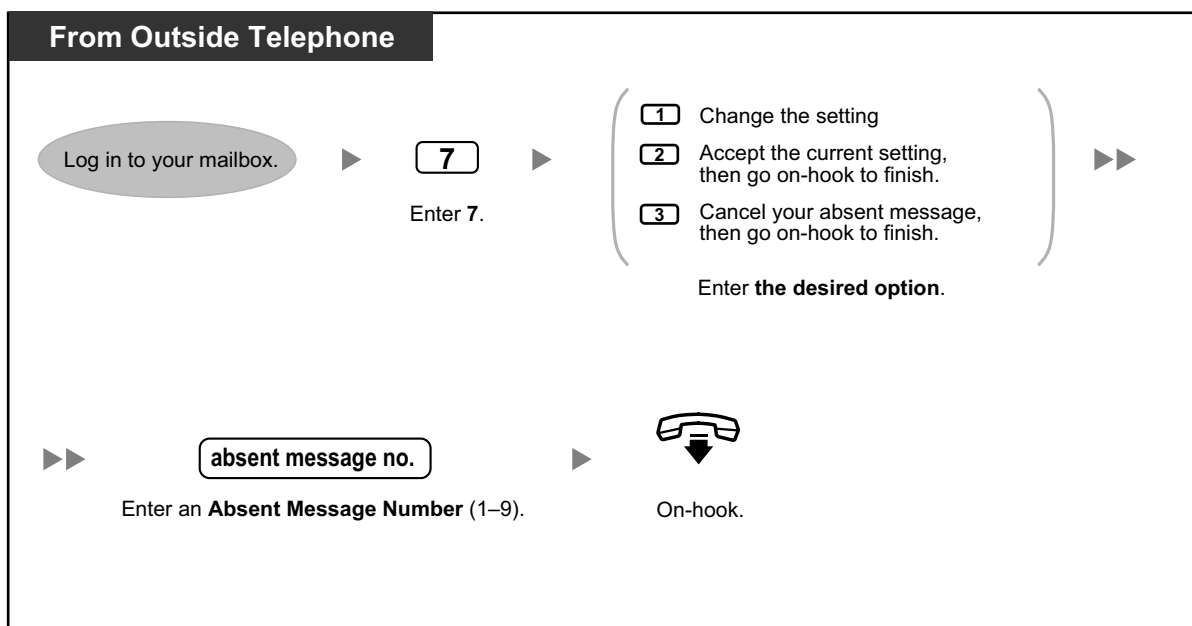 From Outside Telephone
Log in to your mailbox.
7
Enter 7.
1 Change the setting
2 Accept the current setting,
then go on-hook to finish.
3 Cancel your absent message,
then go on-hook to finish.
Enter the desired option.
absent message no.
Enter an Absent Message Number (1–9).
On-hook.